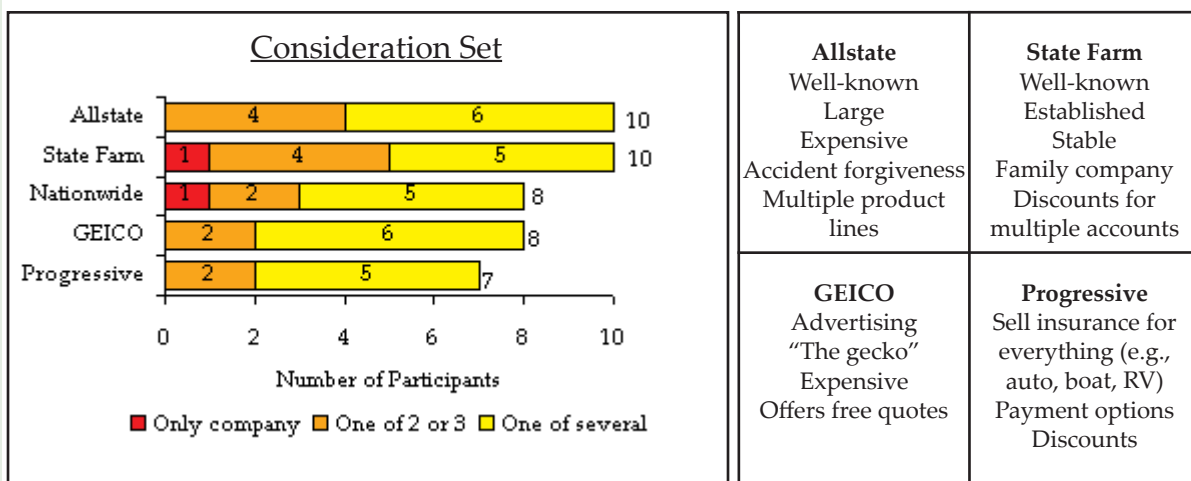 Consideration Set
Allstate 4 6 10
State Farm 1 4 5 10
Nationwide 1 2 5 8
GEICO 2 6 8
Progressive 2 5 7
0 2 4 6 8 10
Number of Participants
Only company One of 2 or 3 One of several
Allstate
Well-known
Large
Expensive
Accident forgiveness
Multiple product
lines
State Farm
Well-known
Established
Stable
Family company
Discounts for
multiple accounts
GEICO
Advertising
“The gecko”
Expensive
Offers free quotes
Progressive
Sell insurance for
everything (e.g.,
auto, boat, RV)
Payment options
Discounts